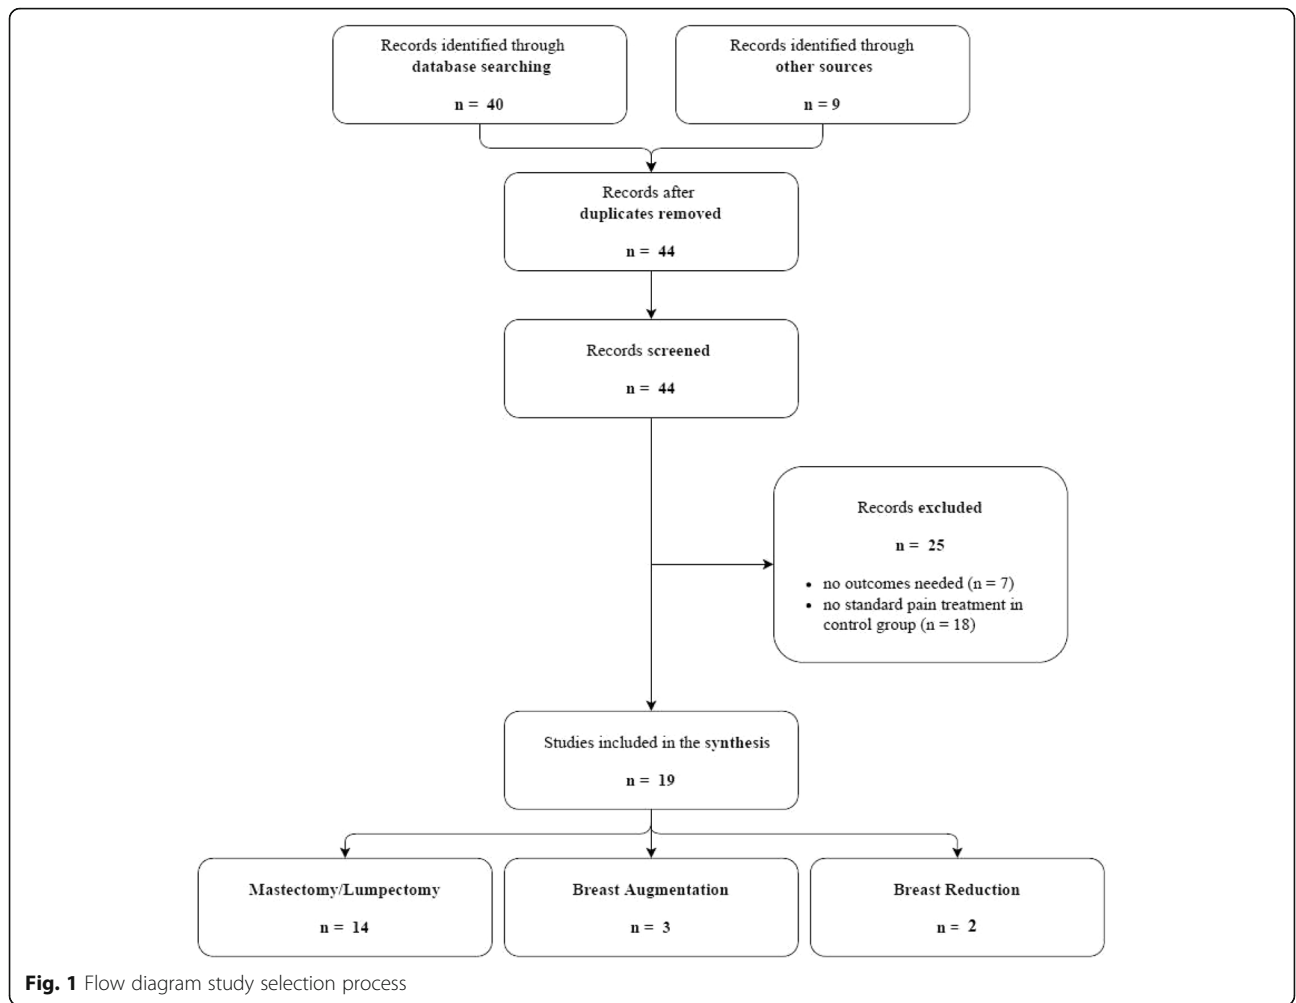 Records identified through
database searching
n = 40
Records identified through
other sources
n = 9
Records after
duplicates removed
n = 44
Records screened
n = 44
Records excluded
n = 25
• no outcomes needed (n = 7)
• no standard pain treatment in
control group (n = 18)
Studies included in the synthesis
n = 19
Mastectomy/Lumpectomy
n = 14
Breast Augmentation
n = 3
Breast Reduction
n = 2
Fig. 1 Flow diagram study selection process